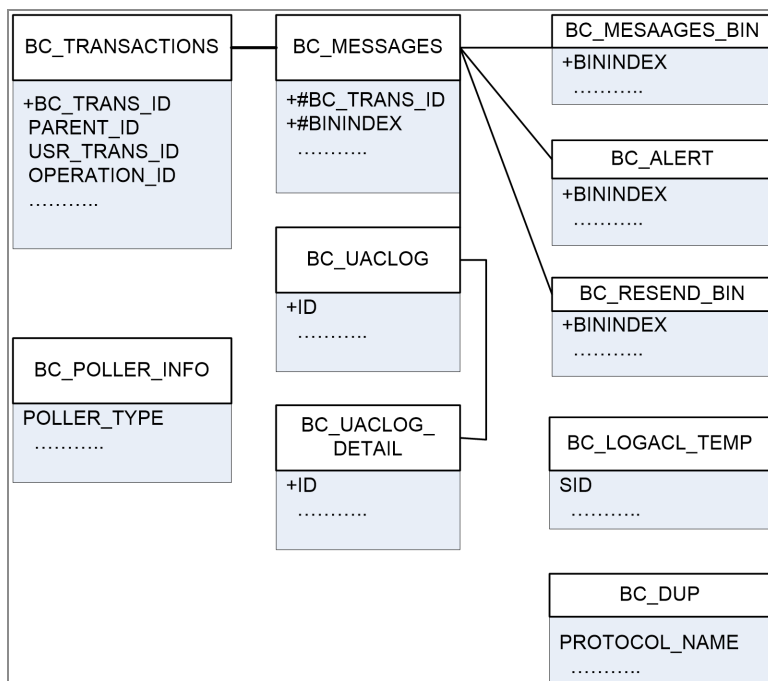 BC_TRANSACTIONS
+BC_TRANS_ID
PARENT_ID
USR_TRANS_ID
OPERATION_ID
………..
BC_MESSAGES
+#BC_TRANS_ID
+#BININDEX
………..
BC_MESAAGES_BIN
+BININDEX
………..
BC_ALERT
+BININDEX
………..
BC_UACLOG
+ID
………..
BC_RESEND_BIN
+BININDEX
………..
BC_POLLER_INFO
POLLER_TYPE
………..
BC_UACLOG_
DETAIL
+ID
………..
BC_LOGACL_TEMP
SID
………..
BC_DUP
PROTOCOL_NAME
………..